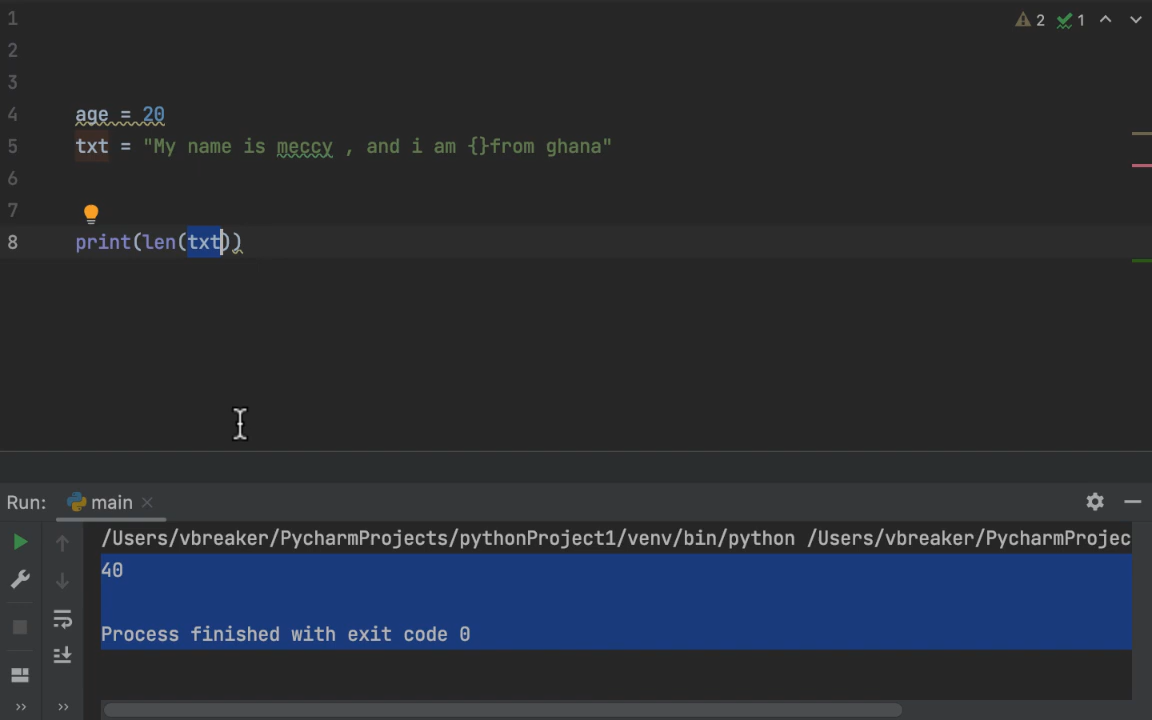 1
2 1
2
3
4 age = 20
5 txt = "My name is meccy , and i am {}from ghana"
6
7
8 print(len(txt))
Run: main
/Users/vbreaker/PycharmProjects/pythonProject1/venv/bin/python /Users/vbreaker/PycharmProjec
40
Process finished with exit code 0